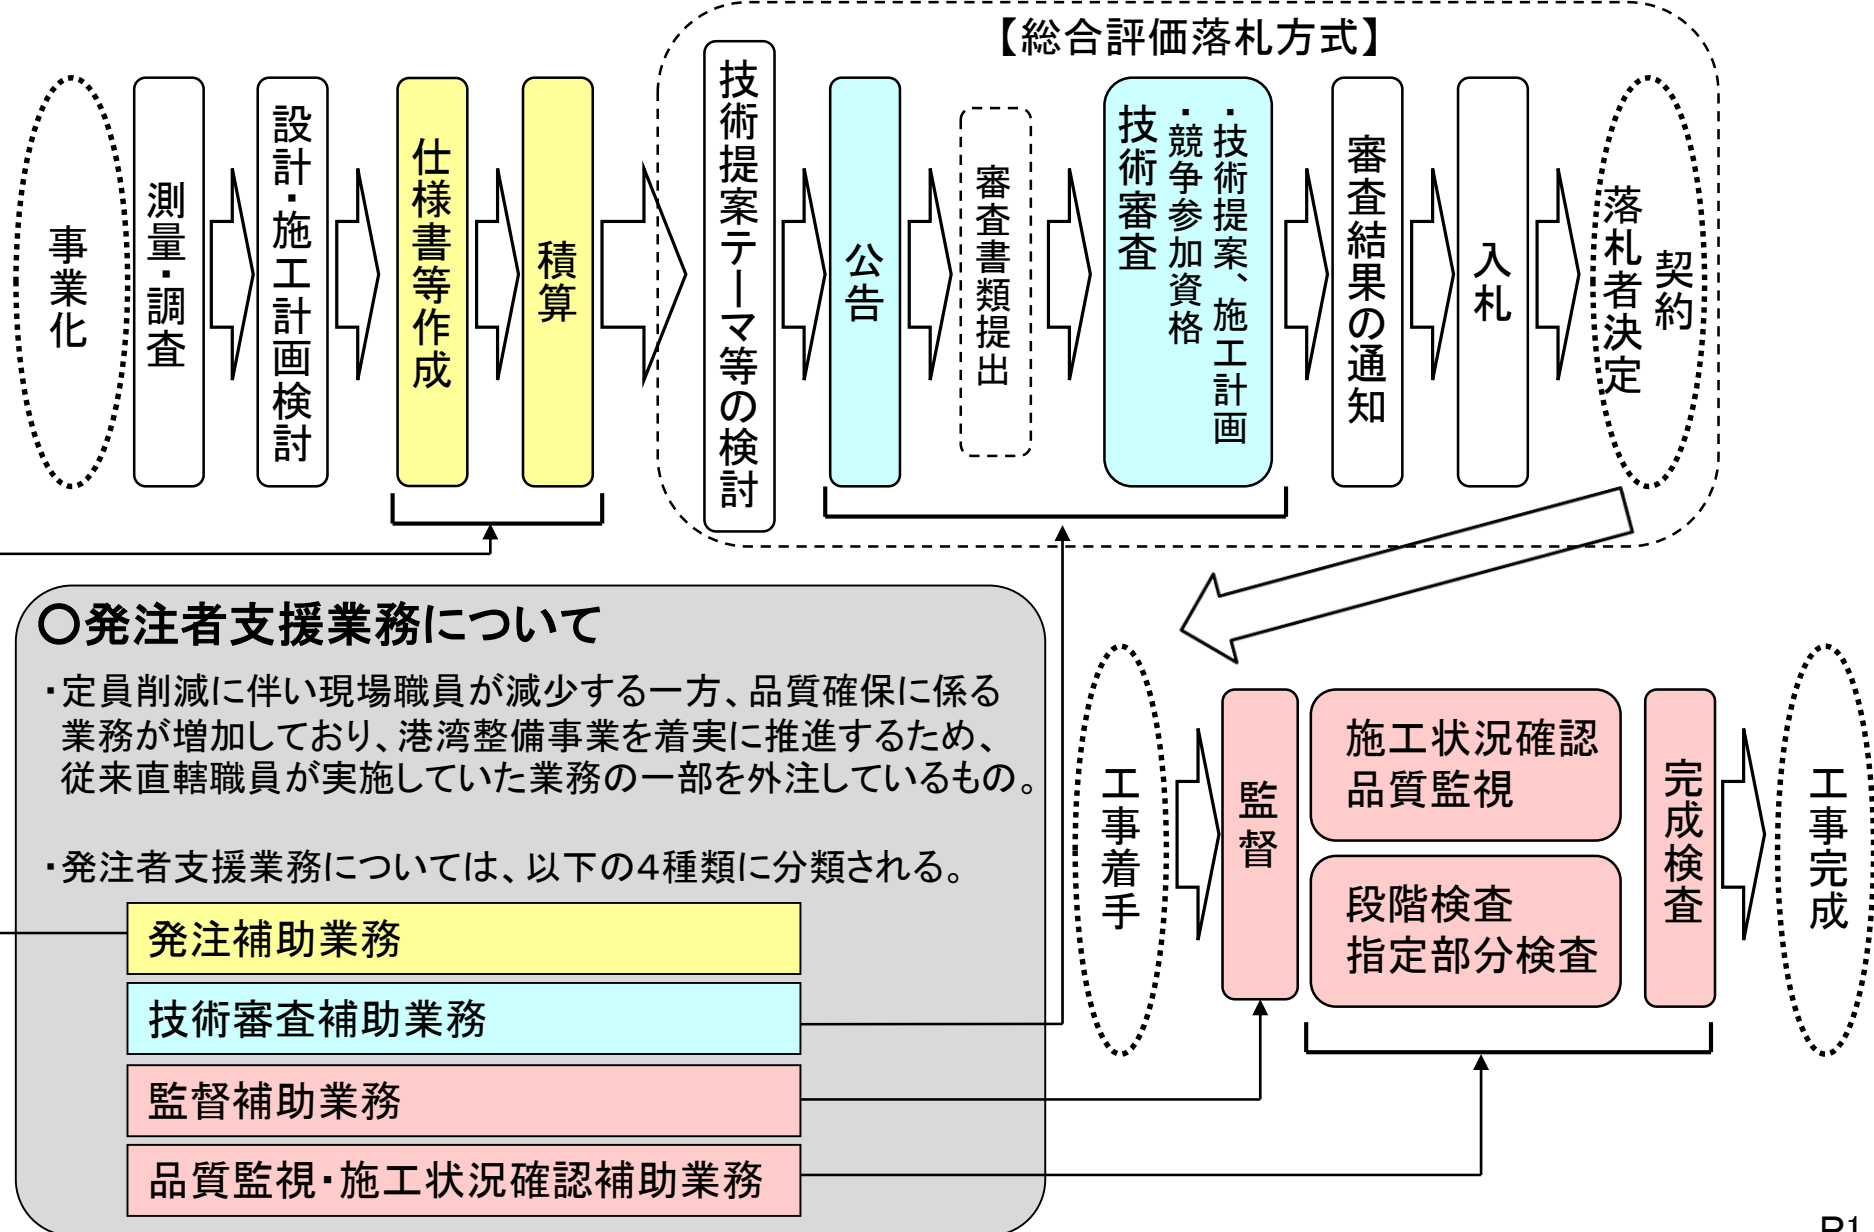 【総合評価落札方式】
事業化
測量・調査
設計・施工計画検討
仕様書等作成
積算
技術提案テーマ等の検討
公告
審査書類提出
技術審査
・競争参加資格
・技術提案、施工計画
審査結果の通知
入札
落札者決定
契約
〇発注者支援業務について
・定員削減に伴い現場職員が減少する一方、品質確保に係る
業務が増加しており、港湾整備事業を着実に推進するため、
従来直轄職員が実施していた業務の一部を外注しているもの。
・発注者支援業務については、以下の４種類に分類される。
発注補助業務
技術審査補助業務
監督補助業務
品質監視・施工状況確認補助業務
工事着手
監督
施工状況確認
品質監視
段階検査
指定部分検査
完成検査
工事完成